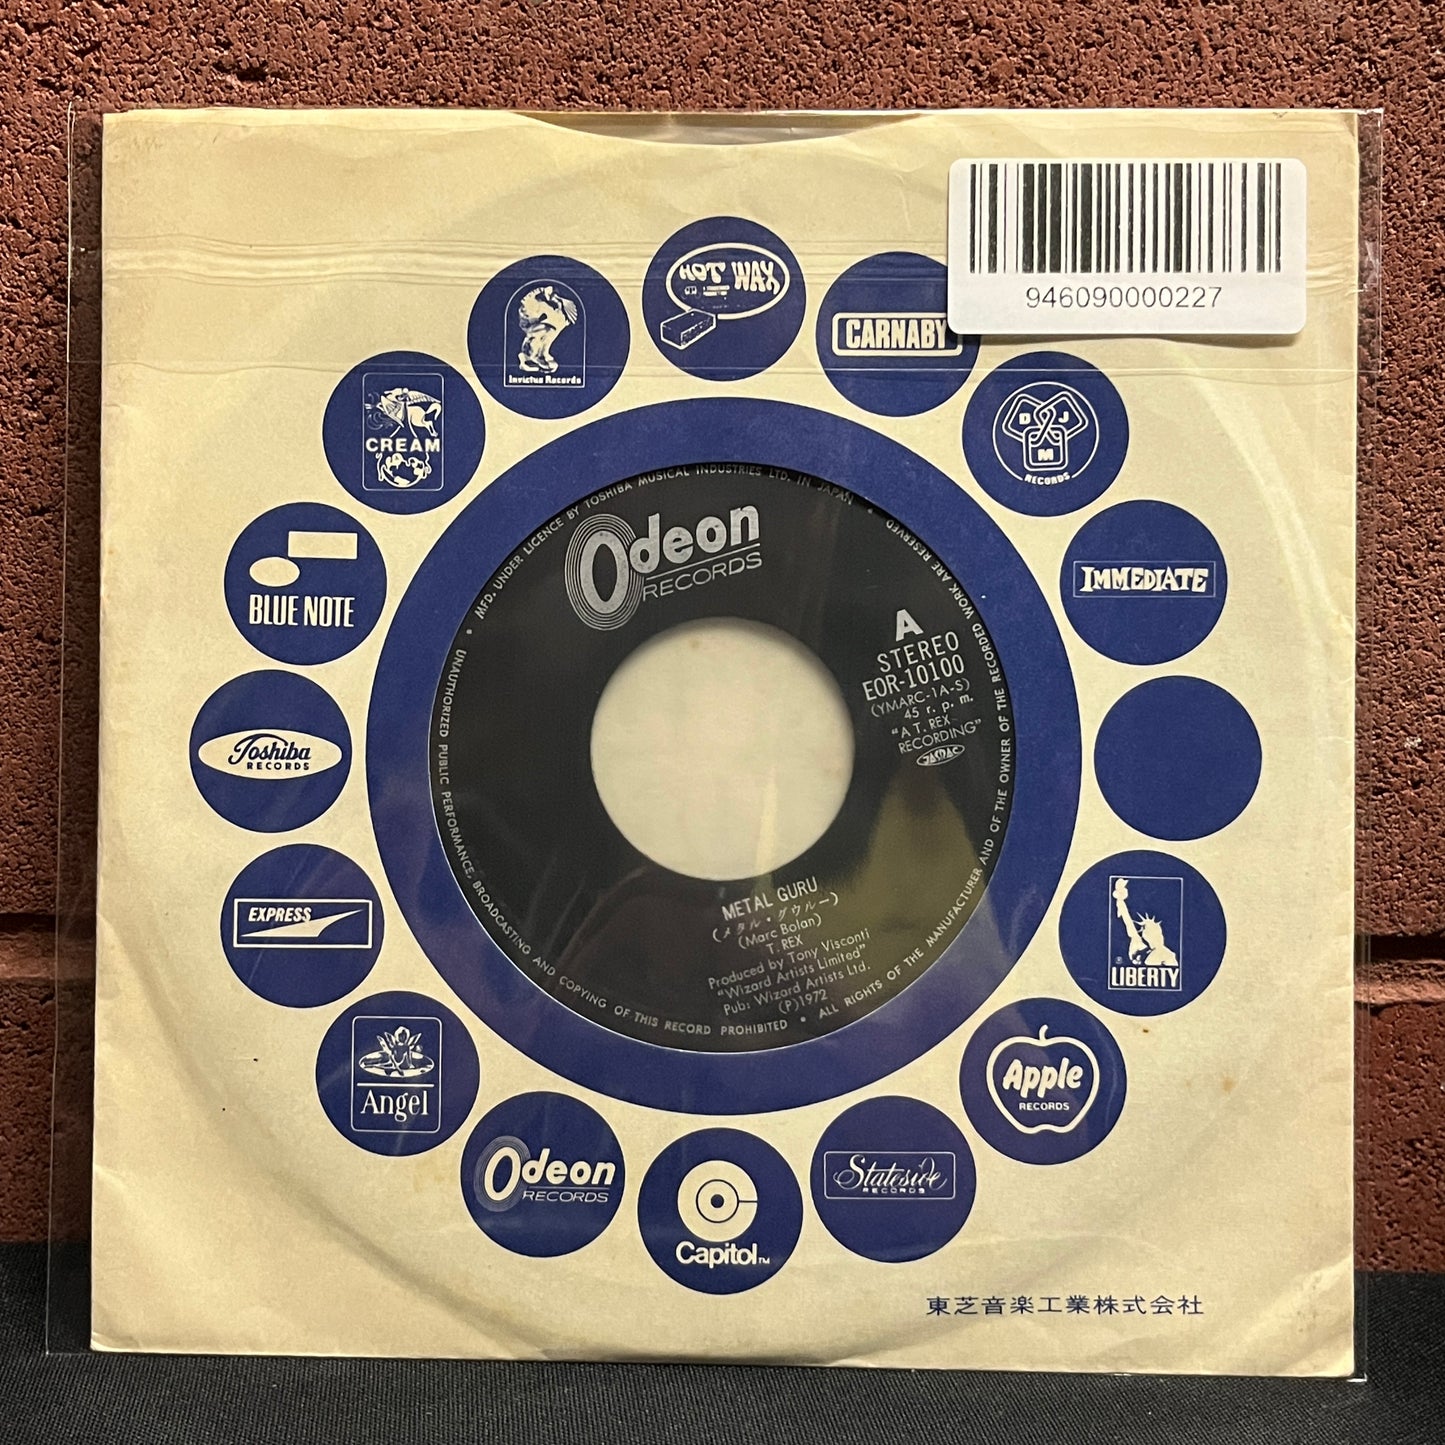 946090000227
HOT WAX
Invictus Records
CARNABY
CREAM
DJM
RECORDS
BLUE NOTE
IMMEDIATE
Toshiba
RECORDS
EXPRESS
LIBERTY
Angel
Apple
RECORDS
Odeon
RECORDS
Stateside
RECORDS
Capitol™
東芝音楽工業株式会社
MFD. UNDER LICENCE BY TOSHIBA MUSICAL INDUSTRIES LTD. IN JAPAN • ALL RIGHTS OF THE MANUFACTURER AND OF THE OWNER OF THE RECORDED WORK ARE RESERVED • UNAUTHORIZED PUBLIC PERFORMANCE, BROADCASTING AND COPYING OF THIS RECORD PROHIBITED •
Odeon
RECORDS
A
STEREO
EOR-10100
(YMARC-1A-S)
45 r. p. m.
"A T. REX
RECORDING"
JASRAC
METAL GURU
(メタル・グウルー)
(Marc Bolan)
T. REX
Produced by Tony Visconti
"Wizard Artists Limited"
Pub: Wizard Artists Ltd.
(P)1972